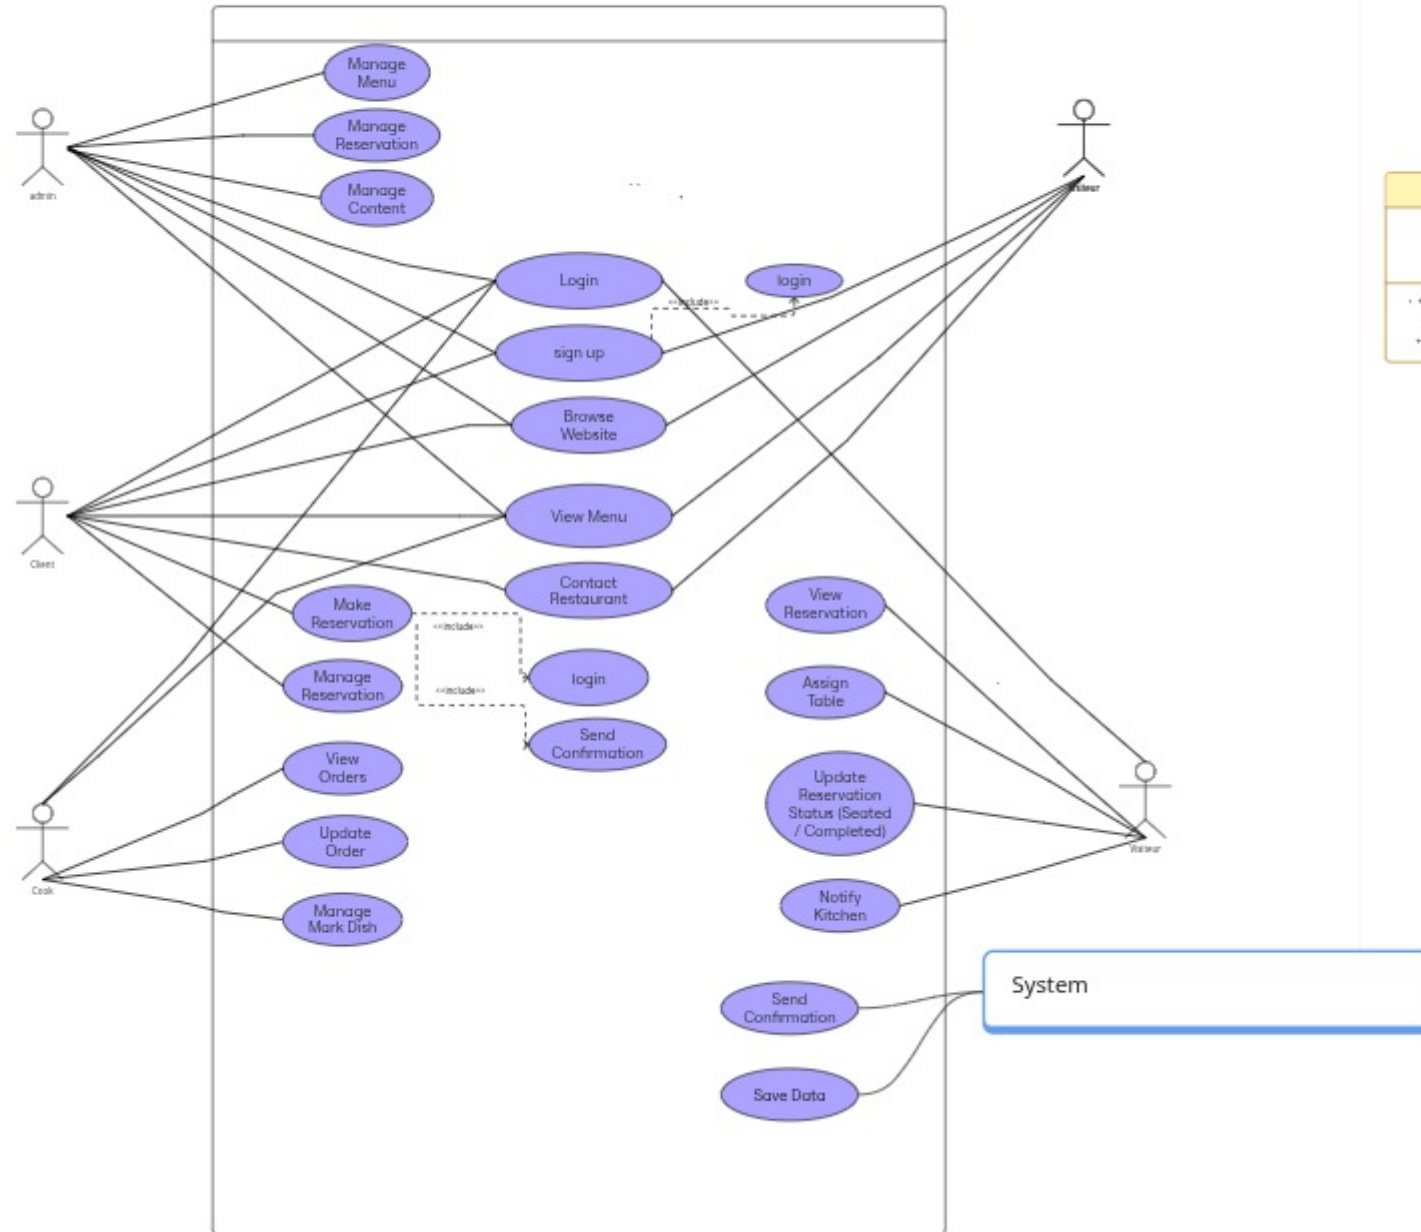 Manage
Menu
Manage
Reservation
admin
Manage
Content
Visiteur
Login
login
<<include>>
sign up
Browse
Website
View Menu
Client
Contact
Restaurant
View
Reservation
Make
Reservation
<<include>>
login
Manage
Reservation
<<include>>
Assign
Table
Send
Confirmation
View
Orders
Update
Reservation
Status (Seated
/ Completed)
Update
Order
Visiteur
Cook
Manage
Mark Dish
Notify
Kitchen
System
Send
Confirmation
Save Data